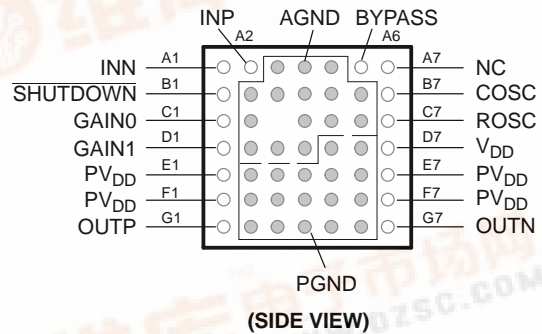 INP AGND BYPASS
A2 A6
INN A1 A7 NC
SHUTDOWN B1 B7 COSC
GAIN0 C1 C7 ROSC
GAIN1 D1 D7 VDD
PVDD E1 E7 PVDD
PVDD F1 F7 PVDD
OUTP G1 G7 OUTN
PGND
(SIDE VIEW)